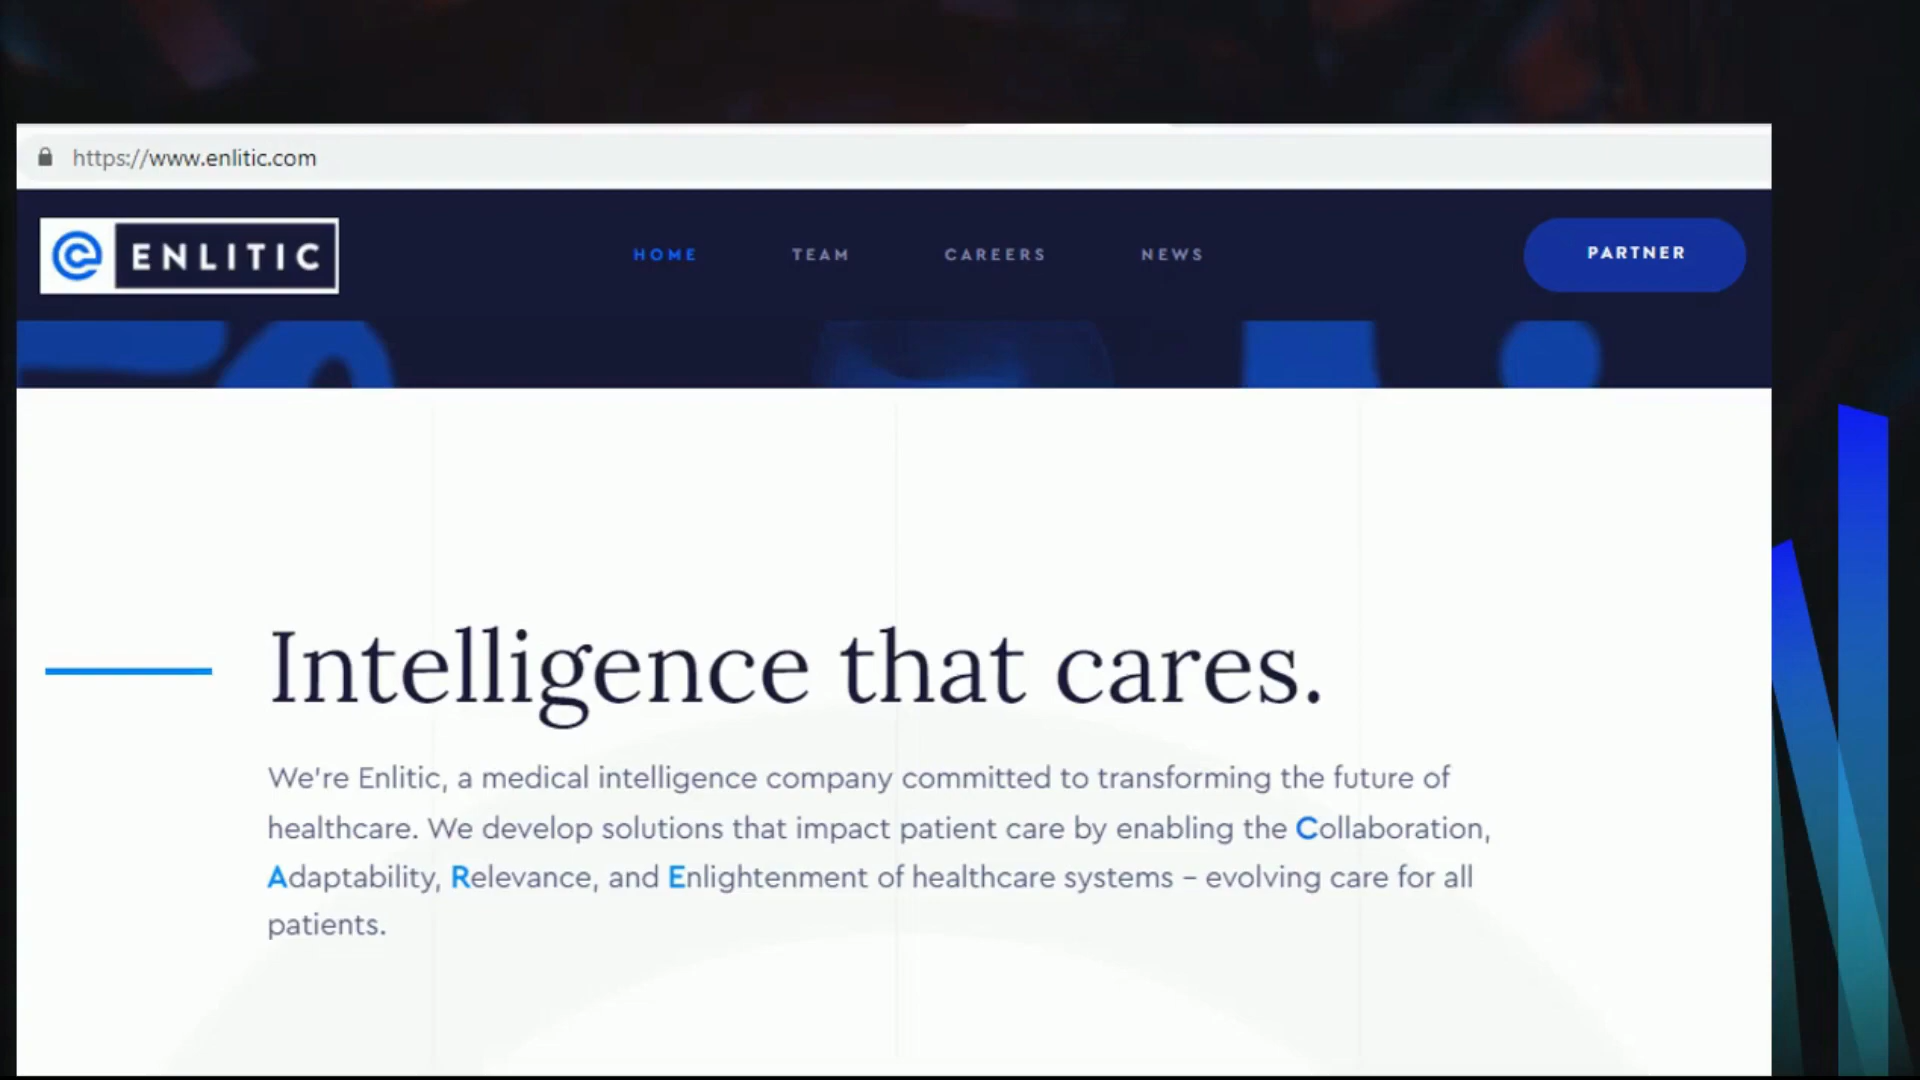 https://www.enlitic.com
ENLITIC
HOME TEAM CAREERS NEWS PARTNER
Intelligence that cares.
We're Enlitic, a medical intelligence company committed to transforming the future of
healthcare. We develop solutions that impact patient care by enabling the Collaboration,
Adaptability, Relevance, and Enlightenment of healthcare systems – evolving care for all
patients.